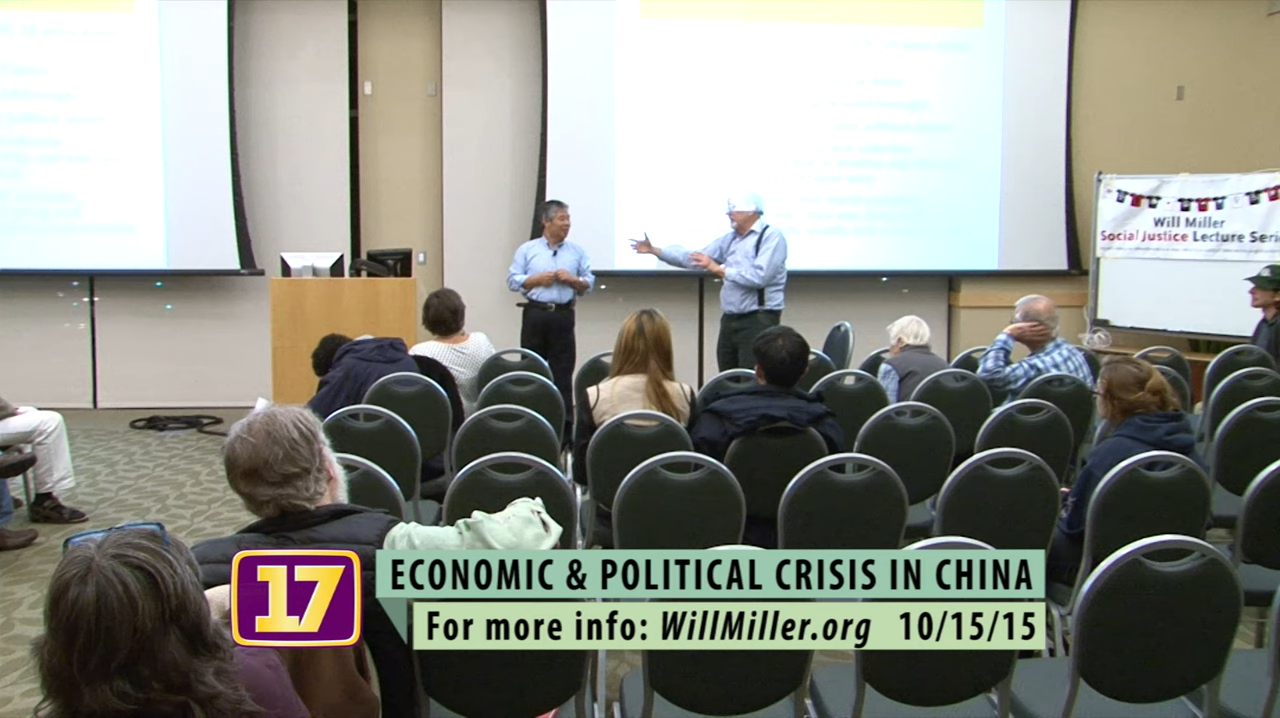 Will Miller
Social Justice Lecture Serie
17
ECONOMIC & POLITICAL CRISIS IN CHINA
For more info: WillMiller.org 10/15/15